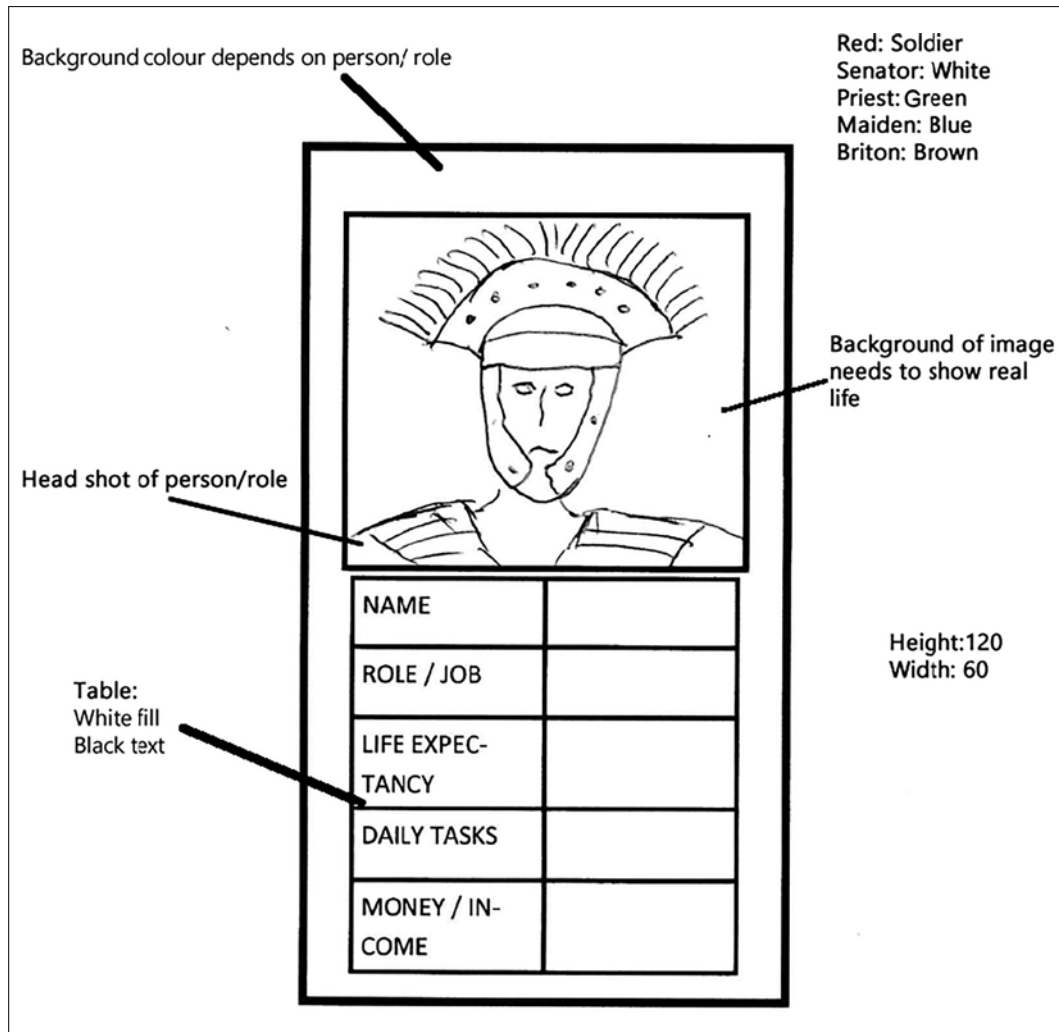 Background colour depends on person/ role
Red: Soldier
Senator: White
Priest: Green
Maiden: Blue
Briton: Brown
Background of image
needs to show real
life
Head shot of person/role
NAME
ROLE / JOB
LIFE EXPEC-
TANCY
DAILY TASKS
MONEY / IN-
COME
Table:
White fill
Black text
Height:120
Width: 60